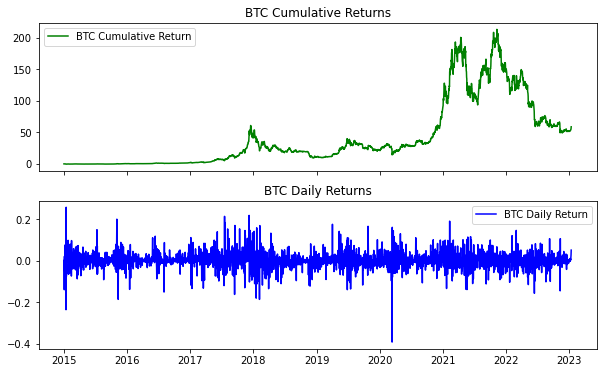 BTC Cumulative Returns
BTC Cumulative Return
200
150
100
50
0
BTC Daily Returns
BTC Daily Return
0.2
0.0
−0.2
−0.4
2015 2016 2017 2018 2019 2020 2021 2022 2023